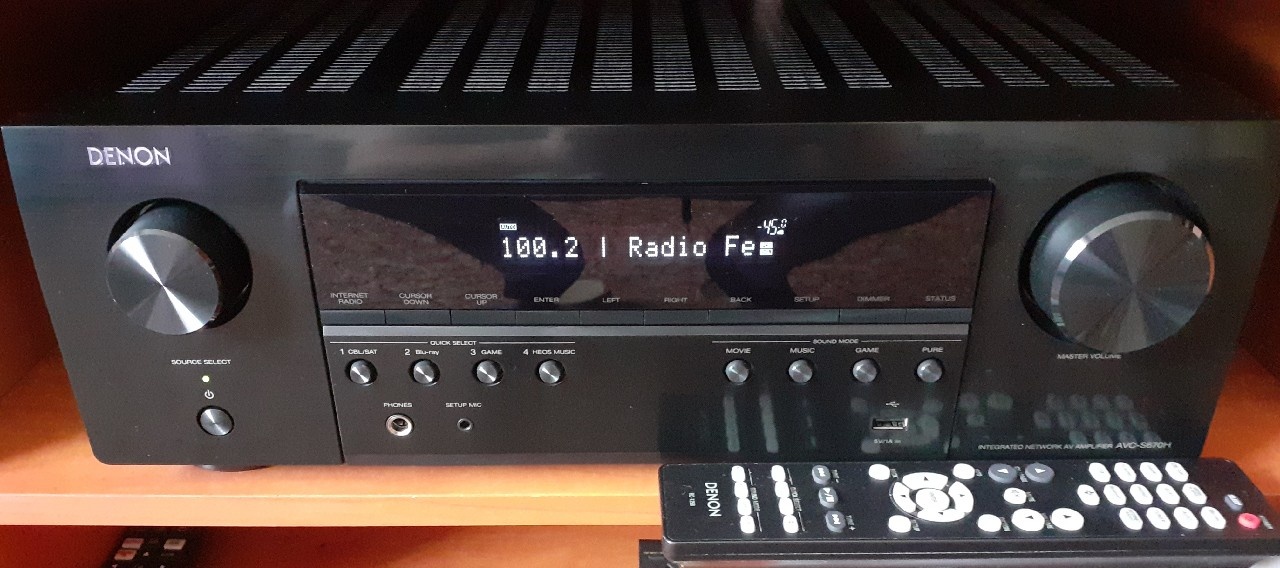 DENON
-45.0
100.2 | Radio Fe
INTERNET RADIO
CURSOR DOWN
CURSOR UP
ENTER
LEFT
RIGHT
BACK
SETUP
DIMMER
STATUS
QUICK SELECT
1 CBL/SAT
2 Blu-ray
3 GAME
4 HEOS MUSIC
SOUND MODE
MOVIE
MUSIC
GAME
PURE
SOURCE SELECT
PHONES
SETUP MIC
MASTER VOLUME
INTEGRATED NETWORK AV AMPLIFIER AVC-S670H
DENON